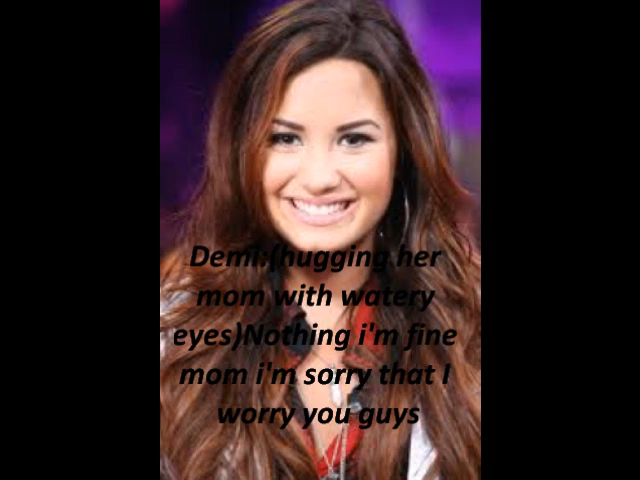 Demi:(hugging her
mom with watery
eyes)Nothing i'm fine
mom i'm sorry that I
worry you guys